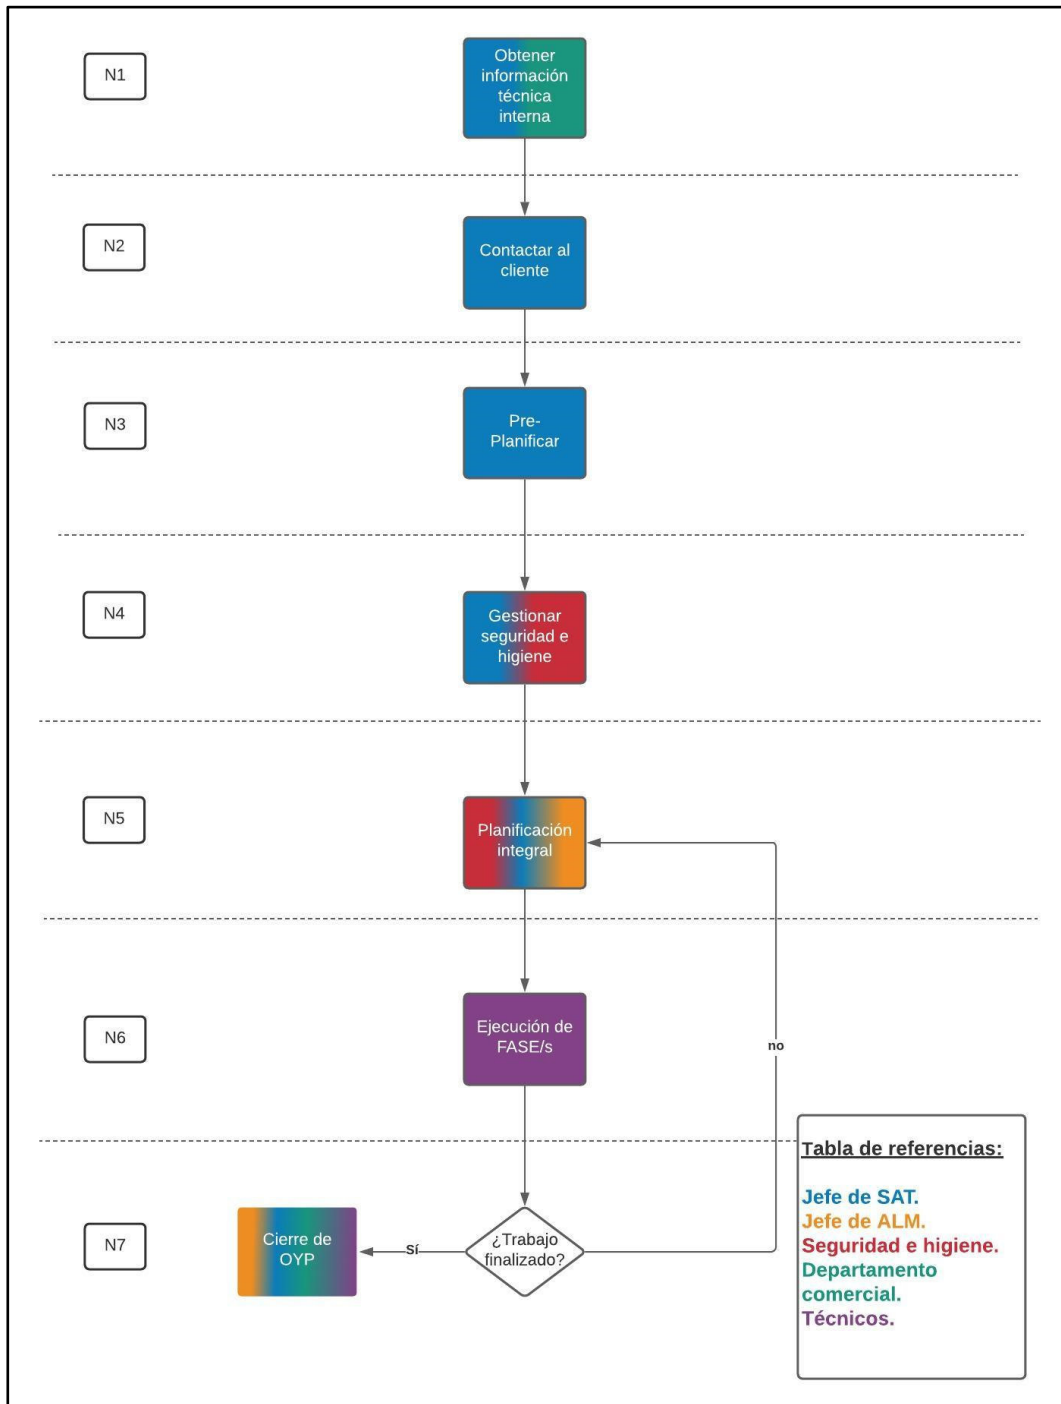 N1
Obtener
información
técnica
interna
N2
Contactar al
cliente
N3
Pre-
Planificar
N4
Gestionar
seguridad e
higiene
N5
Planificación
integral
N6
Ejecución de
FASE/s
no
N7
Cierre de
OYP
Sí
¿Trabajo
finalizado?
Tabla de referencias:
Jefe de SAT.
Jefe de ALM.
Seguridad e higiene.
Departamento
comercial.
Técnicos.